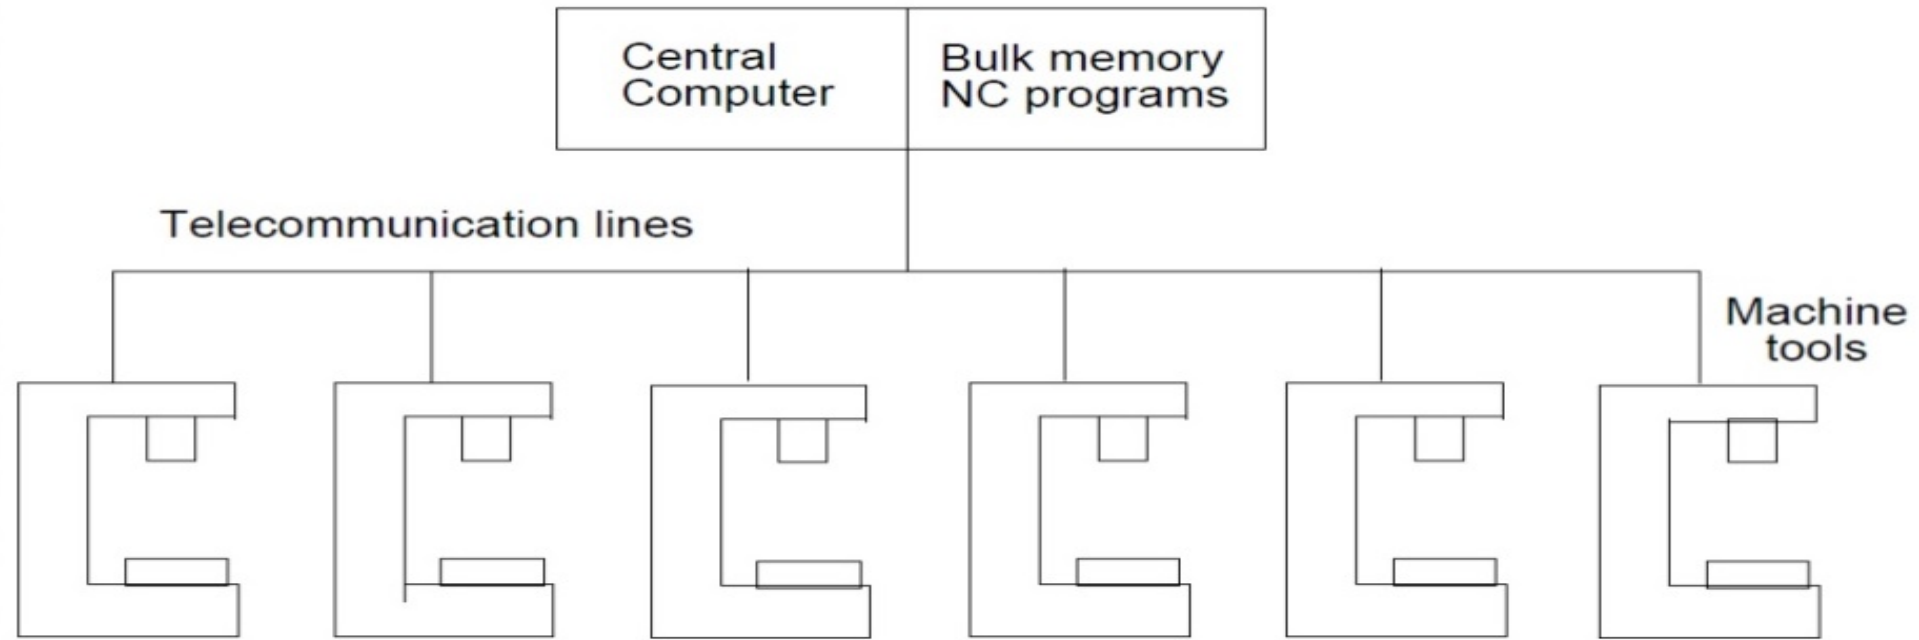 Central
Computer
Bulk memory
NC programs
Telecommunication lines
Machine
tools